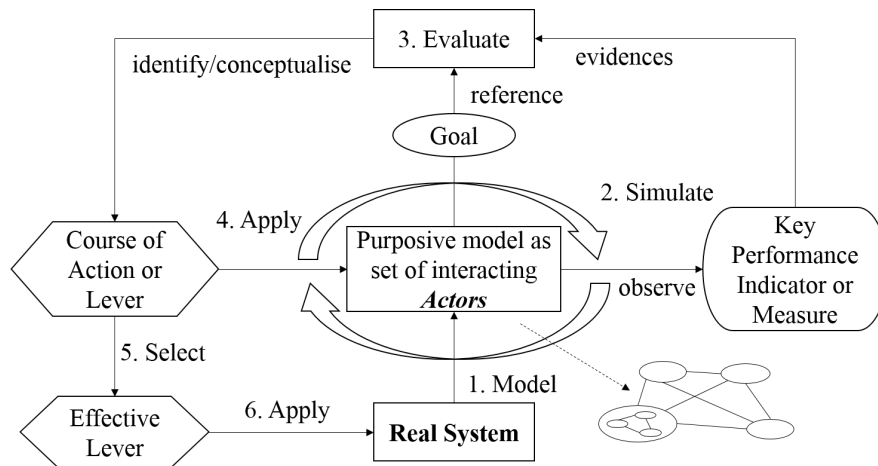 3. Evaluate
identify/conceptualise
evidences
reference
Goal
2. Simulate
4. Apply
Course of
Action or
Lever
Purposive model as
set of interacting
Actors
Key
Performance
Indicator or
Measure
observe
5. Select
1. Model
6. Apply
Effective
Lever
Real System